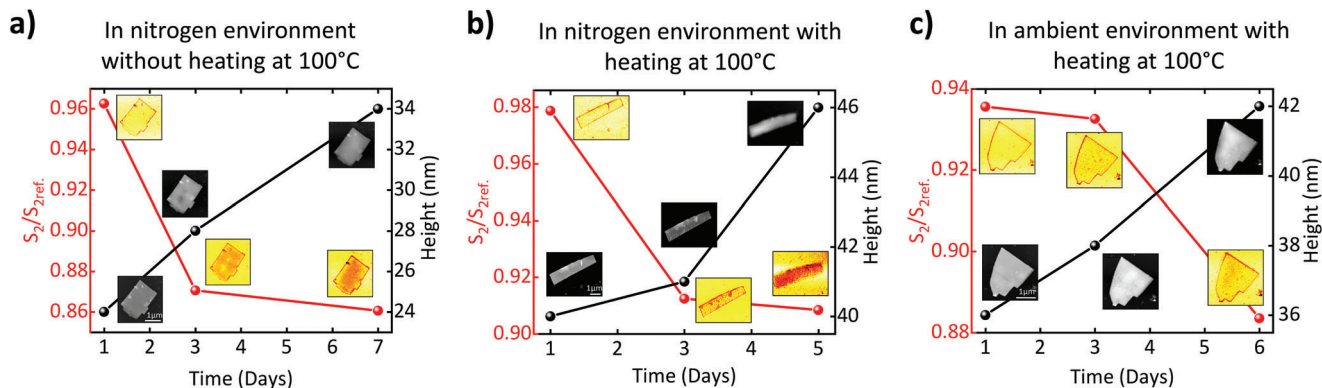 a)
In nitrogen environment
without heating at 100°C
S2/S2ref.
0.96
0.94
0.92
0.90
0.88
0.86
34
32
30
28
26
24
Height (nm)
1μm
1 2 3 4 5 6 7
Time (Days)
b)
In nitrogen environment with
heating at 100°C
S2/S2ref.
0.98
0.96
0.94
0.92
0.90
46
44
42
40
Height (nm)
1μm
1 2 3 4 5
Time (Days)
c)
In ambient environment with
heating at 100°C
S2/S2ref.
0.94
0.92
0.90
0.88
42
40
38
36
Height (nm)
1μm
1 2 3 4 5 6
Time (Days)